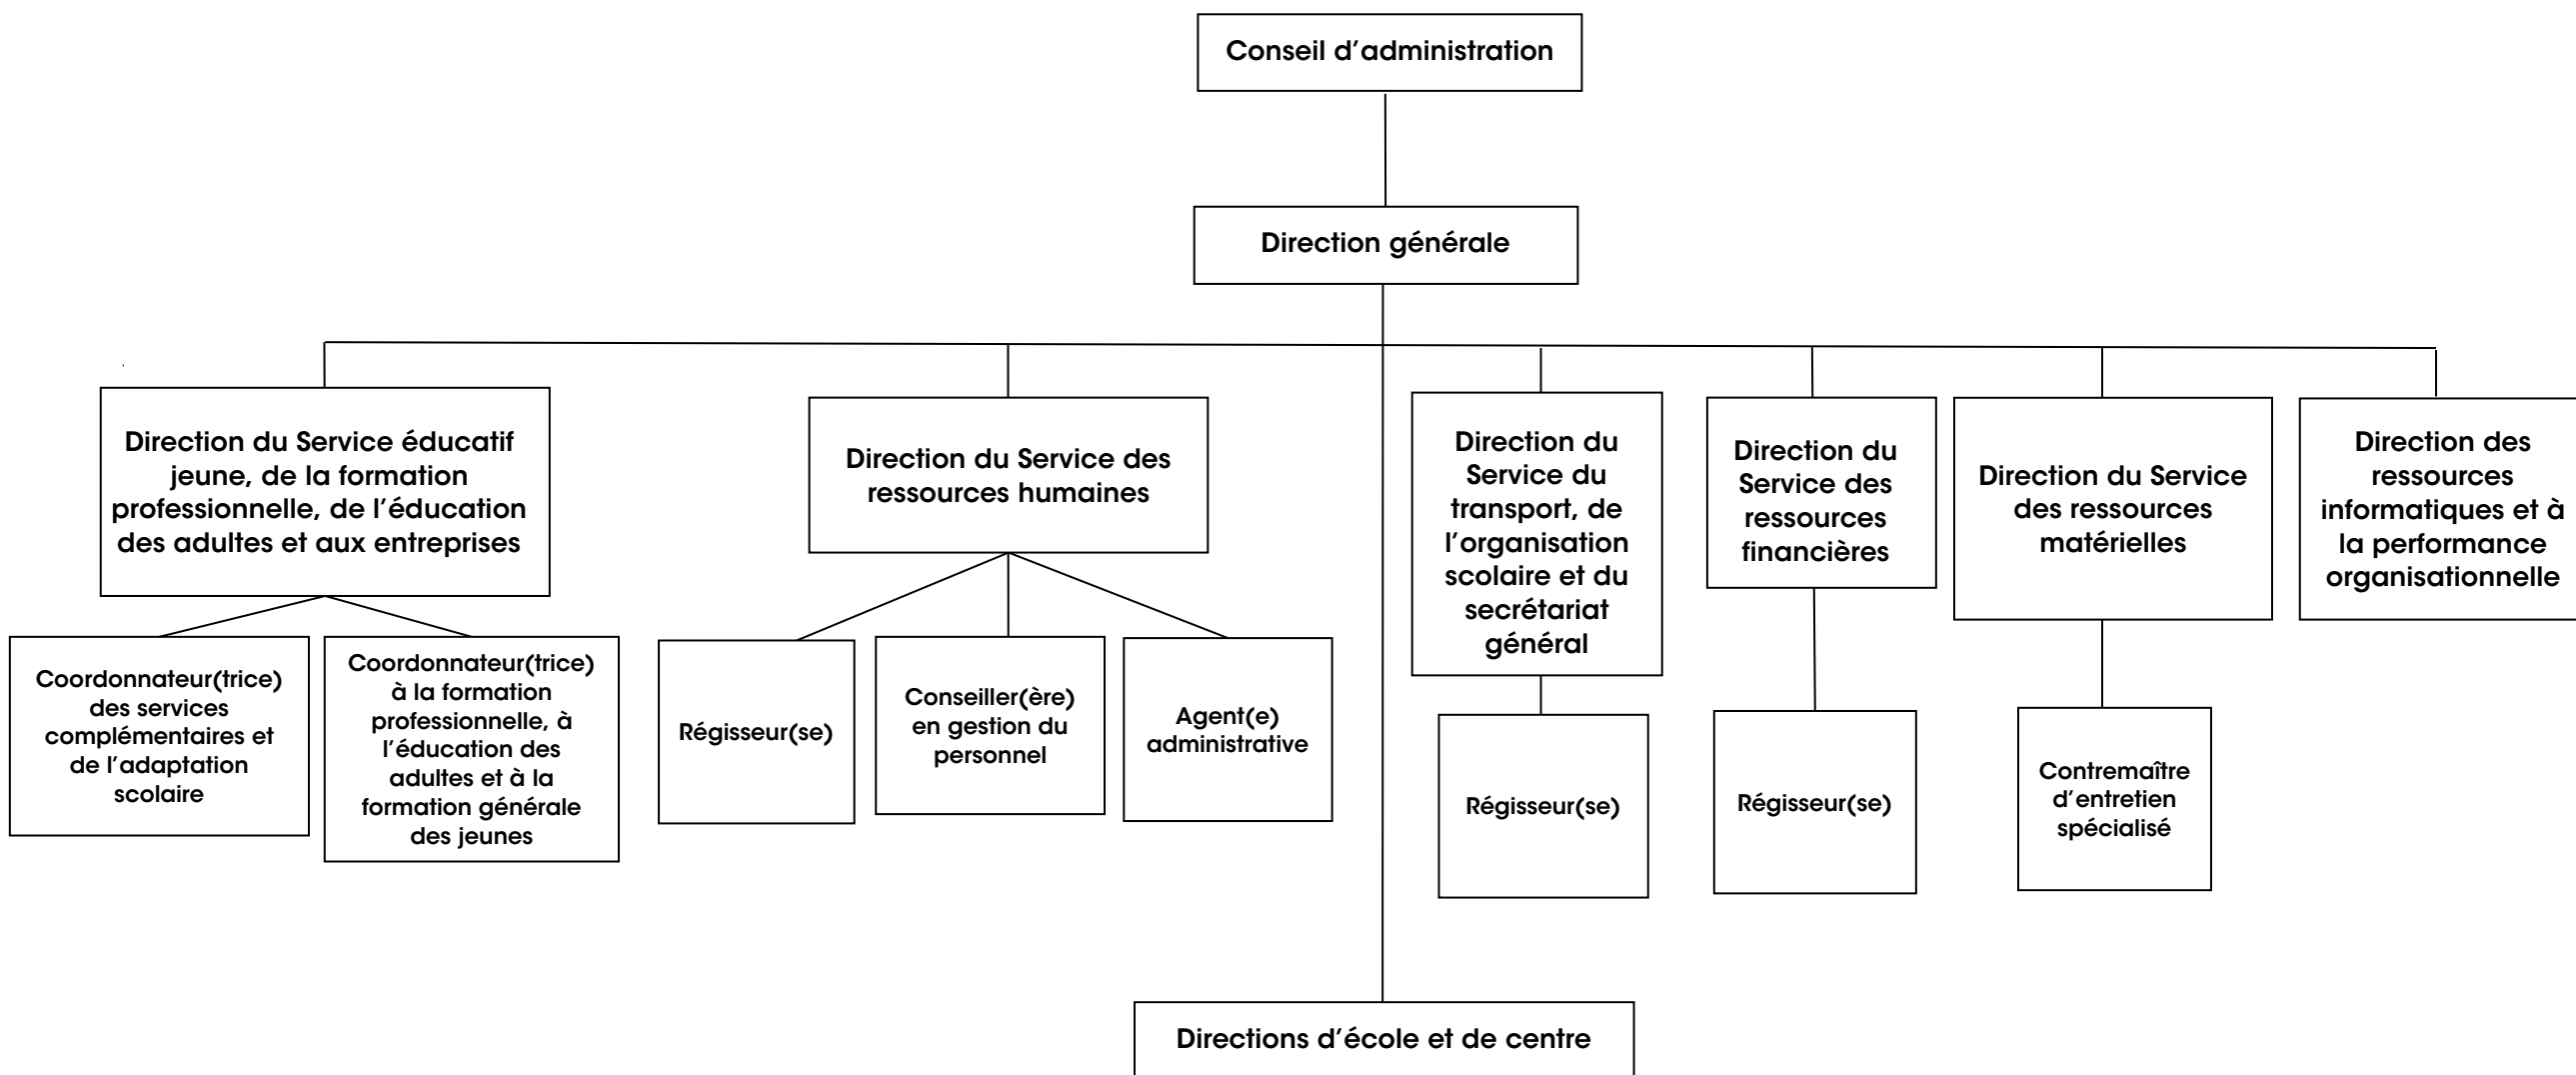 Conseil d'administration
Direction générale
Direction du Service éducatif
jeune, de la formation
professionnelle, de l'éducation
des adultes et aux entreprises
Direction du Service des
ressources humaines
Direction du
Service du
transport, de
l'organisation
scolaire et du
secrétariat
général
Direction du
Service des
ressources
financières
Direction du Service
des ressources
matérielles
Direction des
ressources
informatiques et à
la performance
organisationnelle
Coordonnateur(trice)
des services
complémentaires et
de l'adaptation
scolaire
Coordonnateur(trice)
à la formation
professionnelle, à
l'éducation des
adultes et à la
formation générale
des jeunes
Régisseur(se)
Conseiller(ère)
en gestion du
personnel
Agent(e)
administrative
Régisseur(se)
Régisseur(se)
Contremaître
d'entretien
spécialisé
Directions d'école et de centre